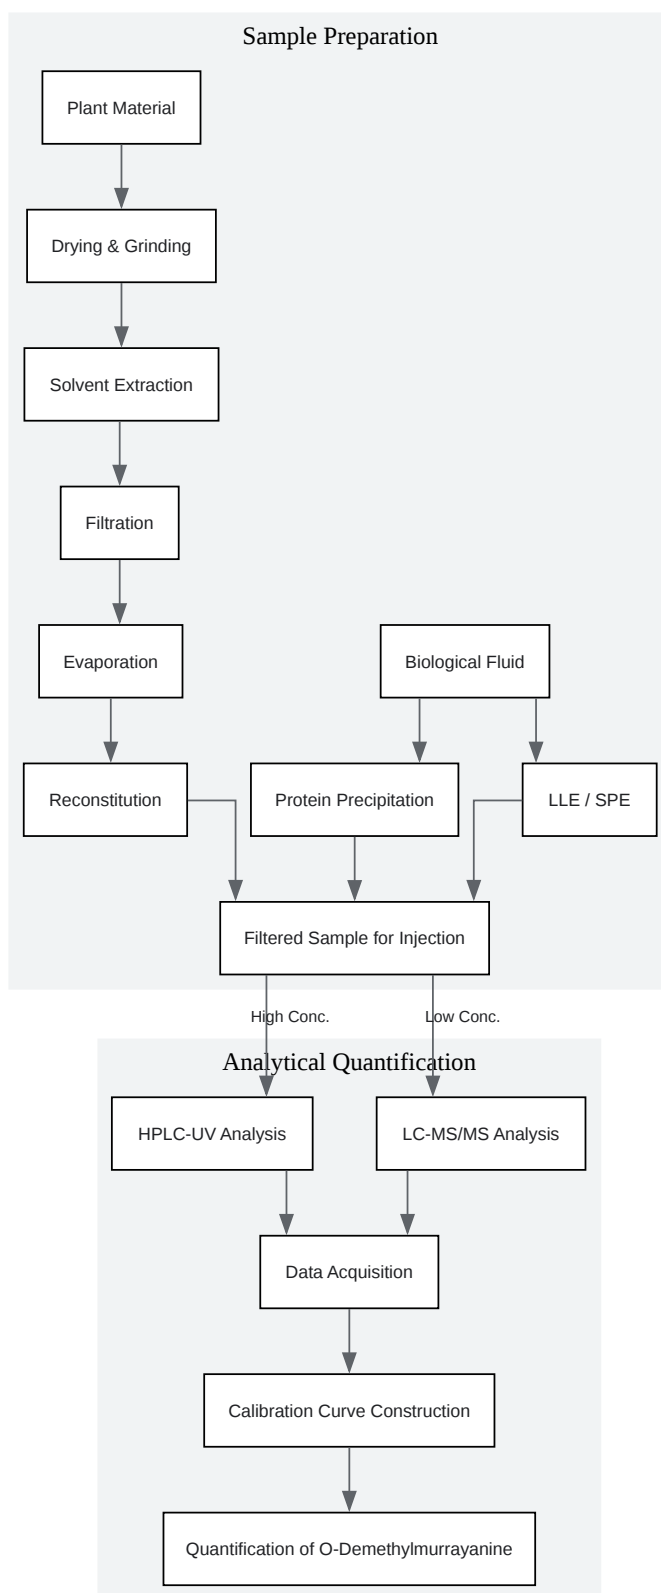 Sample Preparation
Plant Material
Drying & Grinding
Solvent Extraction
Filtration
Evaporation
Biological Fluid
Reconstitution
Protein Precipitation
LLE / SPE
Filtered Sample for Injection
High Conc.
Low Conc.
Analytical Quantification
HPLC-UV Analysis
LC-MS/MS Analysis
Data Acquisition
Calibration Curve Construction
Quantification of O-Demethylmurrayanine